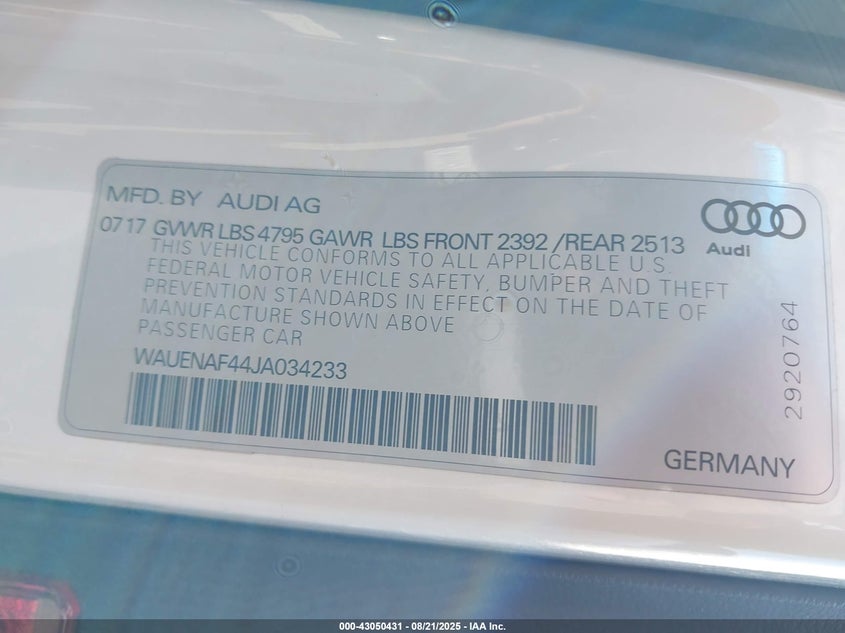 MFD. BY AUDI AG
0717 GVWR LBS 4795 GAWR LBS FRONT 2392 /REAR 2513
Audi
THIS VEHICLE CONFORMS TO ALL APPLICABLE U.S.
FEDERAL MOTOR VEHICLE SAFETY, BUMPER AND THEFT
PREVENTION STANDARDS IN EFFECT ON THE DATE OF
MANUFACTURE SHOWN ABOVE
PASSENGER CAR
WAUENAF44JA034233
2920764
GERMANY
000-43050431 - 08/21/2025 - IAA Inc.